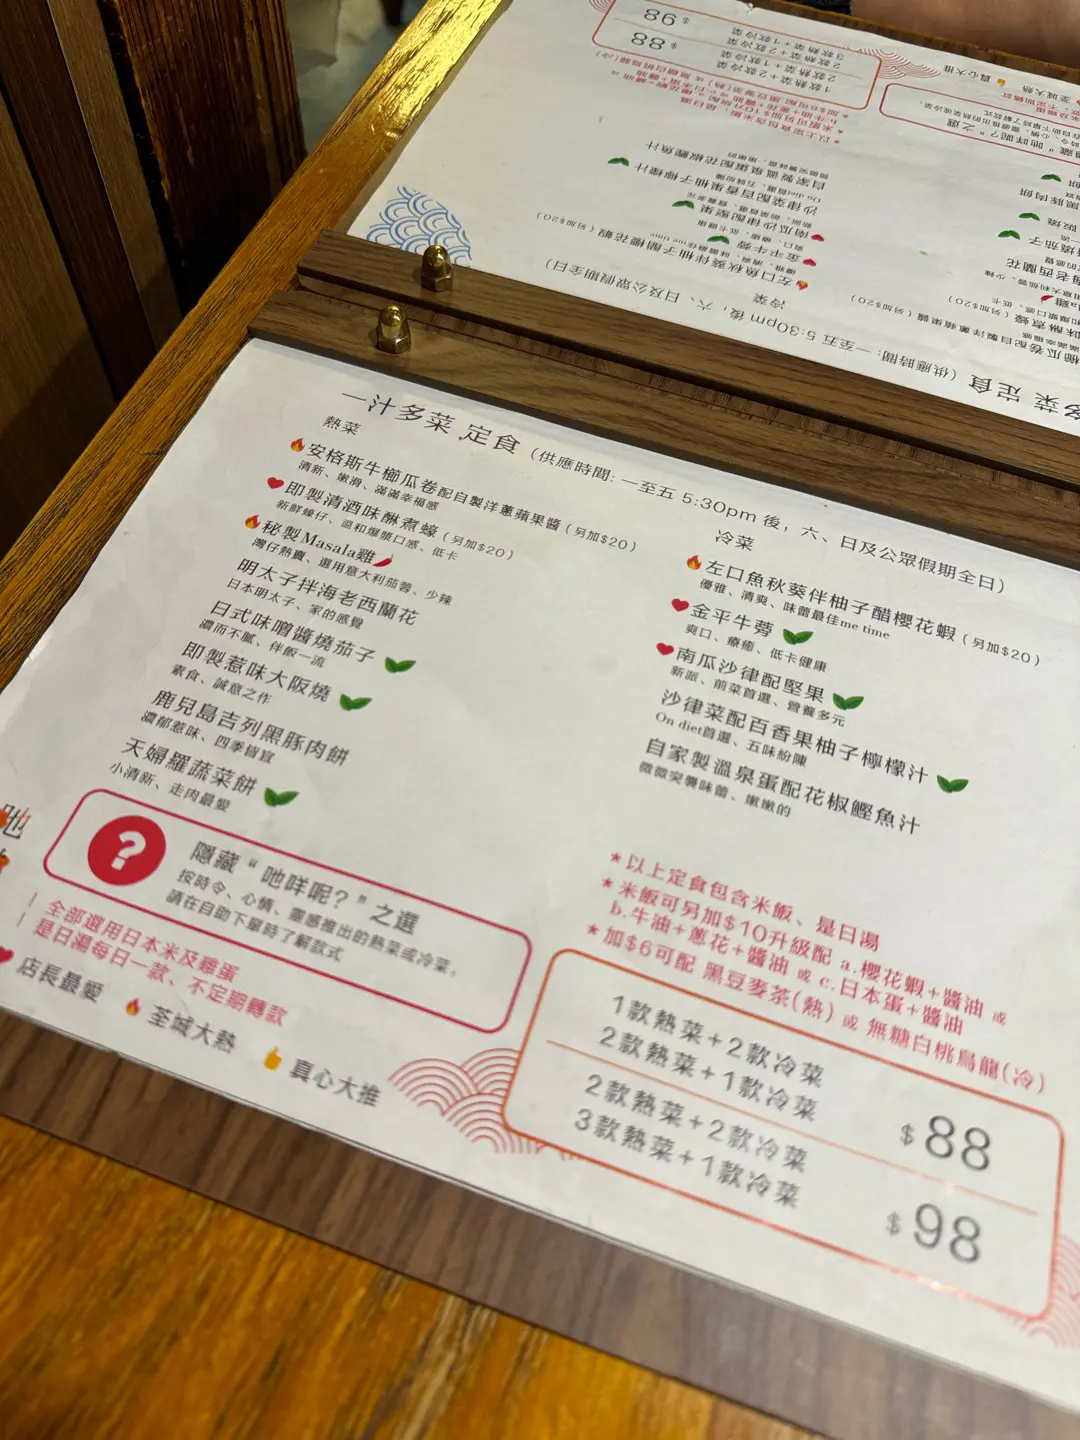 一汁多菜 定食 (供應時間: 一至五 5:30pm 後, 六、日及公眾假期全日)
熱菜
安格斯牛櫛瓜卷配自製洋蔥蘋果醬 (另加$20)
清新、嫩滑、滿滿幸福感
即製清酒味醂煮蠔 (另加$20)
新鮮蠔仔、溫和爆漿口感、低卡
秘製Masala雞
灣仔熱賣、選用意大利茄蓉、少辣
明太子拌海老西蘭花
日本明太子、家的感覺
日式味噌醬燒茄子
濃而不膩、伴飯一流
即製惹味大阪燒
素食、誠意之作
鹿兒島吉列黑豚肉餅
濃郁惹味、四季皆宜
天婦羅蔬菜餅
小清新、走肉最愛
冷菜
左口魚秋葵伴柚子醋櫻花蝦 (另加$20)
優雅、清爽、味蕾最佳me time
金平牛蒡
爽口、療癒、低卡健康
南瓜沙律配堅果
新派、前菜首選、營養多元
沙律菜配百香果柚子檸檬汁
On diet首選、五味紛陳
自家製溫泉蛋配花椒鰹魚汁
微微突襲味蕾、嫩嫩的
?
隱藏 " 吔咩呢? " 之選
按時令、心情、靈感推出的熱菜或冷菜,
請在自助下單時了解款式
全部選用日本米及雞蛋
是日湯每日一款、不定期轉款
店長最愛 荃城大熱 真心大推
* 以上定食包含米飯、是日湯
* 米飯可另加$10升級配 a.櫻花蝦+醬油 或
b.牛油+蔥花+醬油 或 c.日本蛋+醬油
* 加$6可配 黑豆麥茶(熱) 或 無糖白桃烏龍(冷)
1款熱菜+2款冷菜
2款熱菜+1款冷菜
$88
2款熱菜+2款冷菜
3款熱菜+1款冷菜
$98